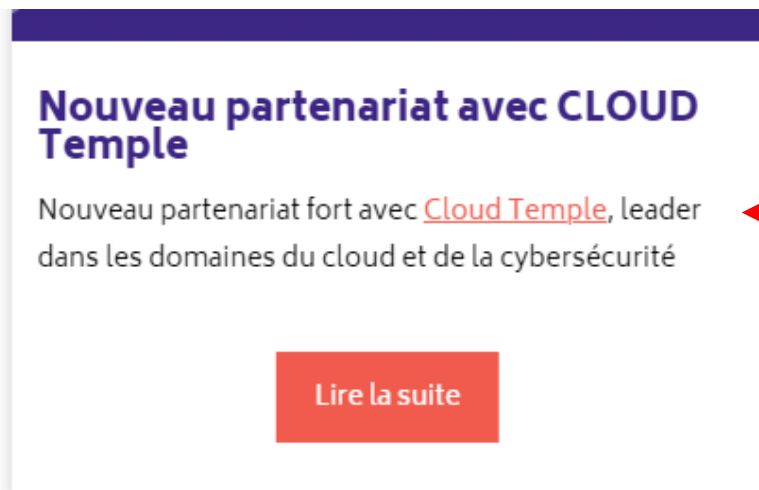 Nouveau partenariat avec CLOUD
Temple
Nouveau partenariat fort avec Cloud Temple, leader
dans les domaines du cloud et de la cybersécurité
Lire la suite